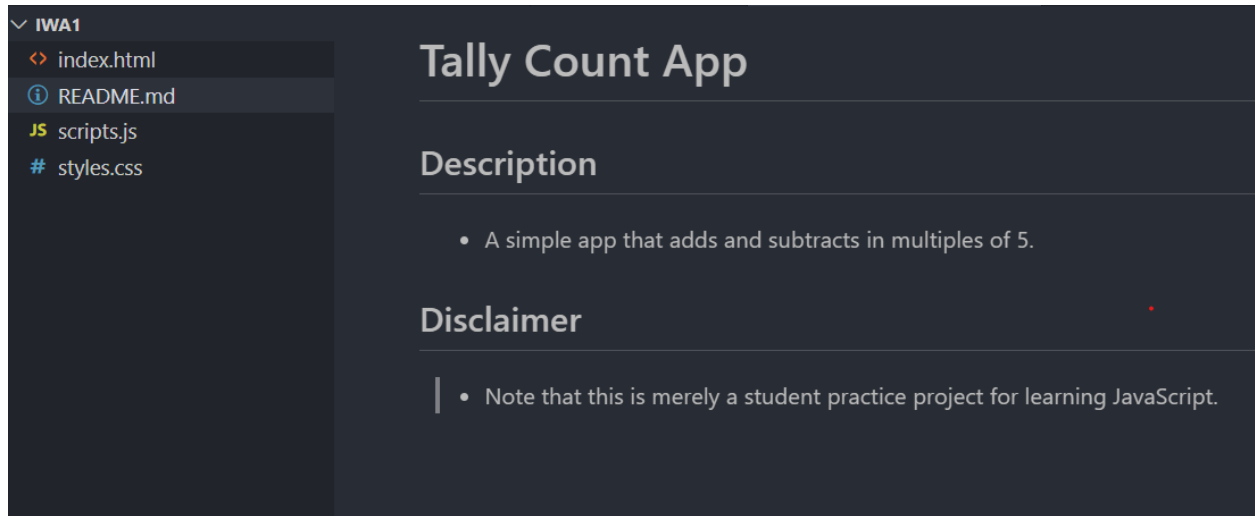 IWA1
index.html
README.md
JS scripts.js
# styles.css
Tally Count App
Description
• A simple app that adds and subtracts in multiples of 5.
Disclaimer
• Note that this is merely a student practice project for learning JavaScript.